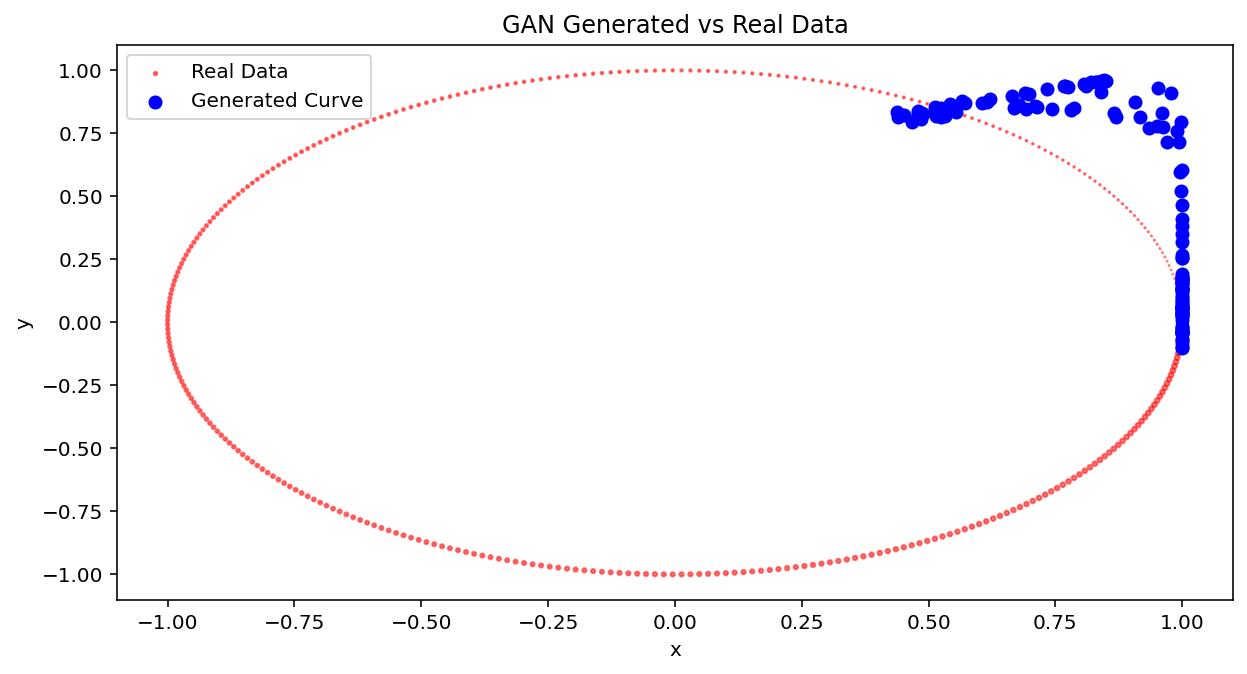 GAN Generated vs Real Data
Real Data
Generated Curve
1.00
0.75
0.50
0.25
0.00
−0.25
−0.50
−0.75
−1.00
y
−1.00 −0.75 −0.50 −0.25 0.00 0.25 0.50 0.75 1.00
x